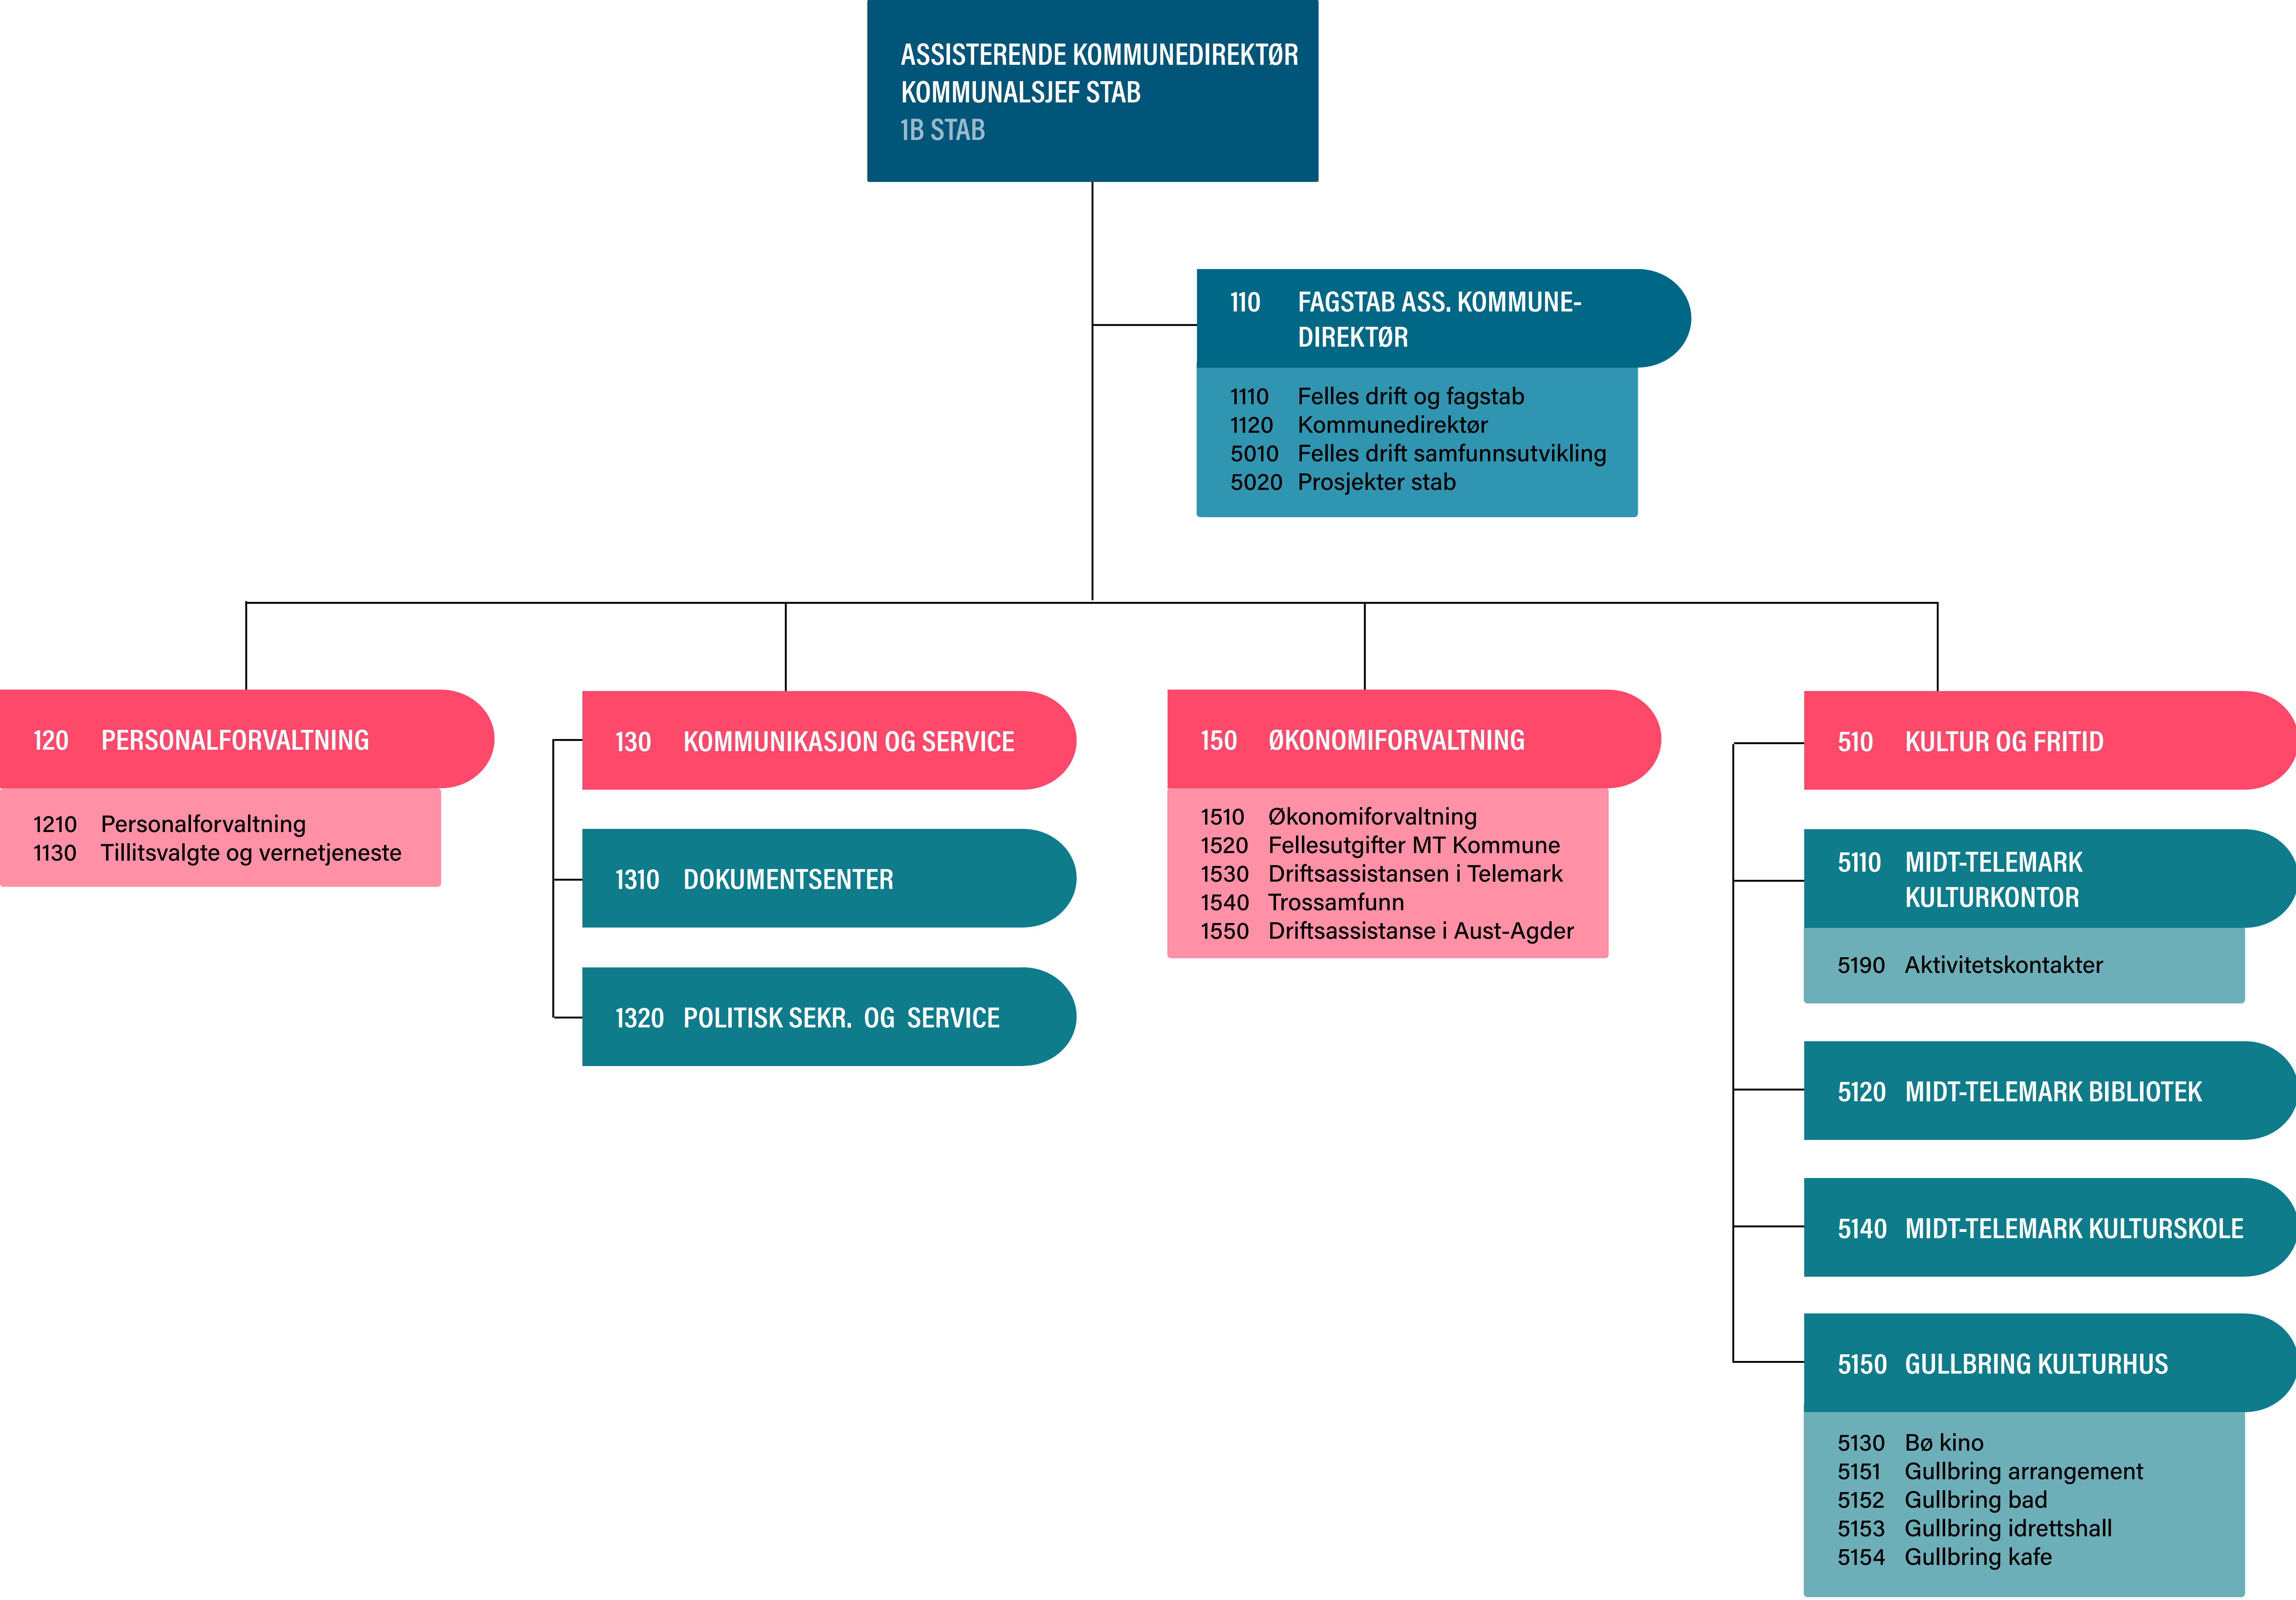 ASSISTERENDE KOMMUNEDIREKTØR
KOMMUNALSJEF STAB
1B STAB
110 FAGSTAB ASS. KOMMUNE-
DIREKTØR
1110 Felles drift og fagstab
1120 Kommunedirektør
5010 Felles drift samfunnsutvikling
5020 Prosjekter stab
120 PERSONALFORVALTNING
1210 Personalforvaltning
1130 Tillitsvalgte og vernetjeneste
130 KOMMUNIKASJON OG SERVICE
1310 DOKUMENTSENTER
1320 POLITISK SEKR. OG SERVICE
150 ØKONOMIFORVALTNING
1510 Økonomiforvaltning
1520 Fellesutgifter MT Kommune
1530 Driftsassistansen i Telemark
1540 Trossamfunn
1550 Driftsassistanse i Aust-Agder
510 KULTUR OG FRITID
5110 MIDT-TELEMARK
KULTURKONTOR
5190 Aktivitetskontakter
5120 MIDT-TELEMARK BIBLIOTEK
5140 MIDT-TELEMARK KULTURSKOLE
5150 GULLBRING KULTURHUS
5130 Bø kino
5151 Gullbring arrangement
5152 Gullbring bad
5153 Gullbring idrettshall
5154 Gullbring kafe